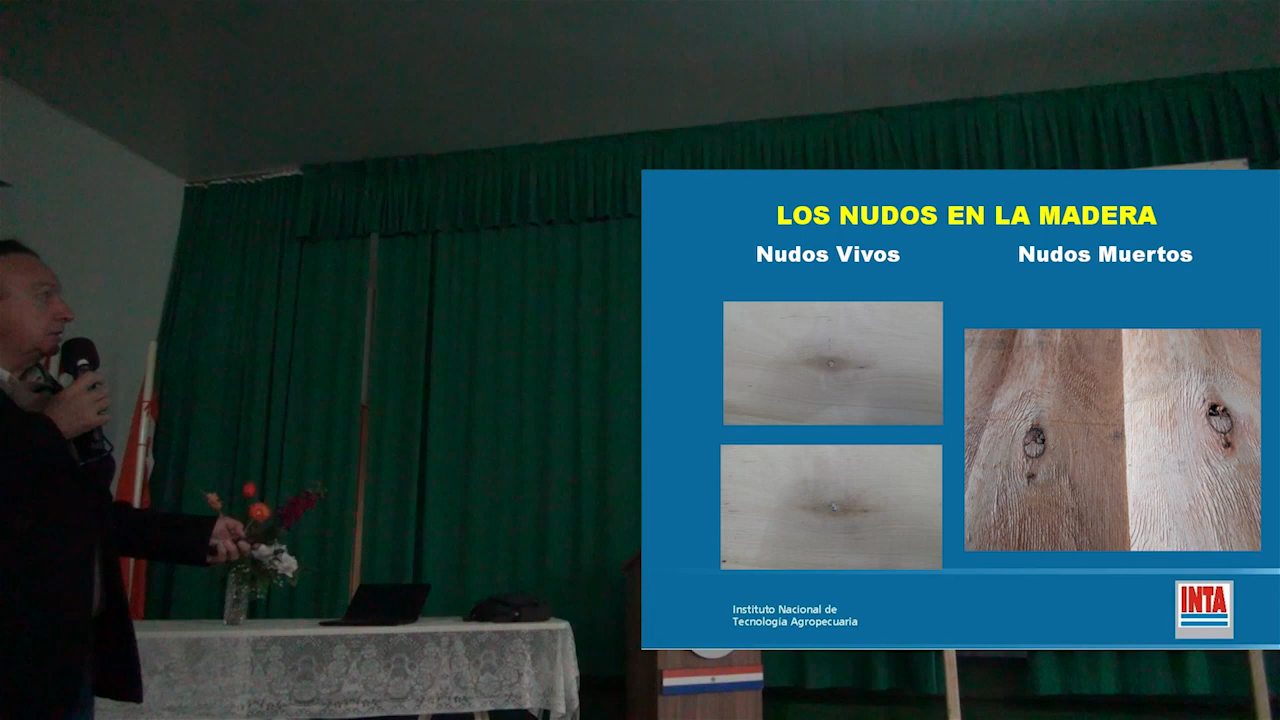 LOS NUDOS EN LA MADERA
Nudos Vivos
Nudos Muertos
Instituto Nacional de
Tecnología Agropecuaria
INTA